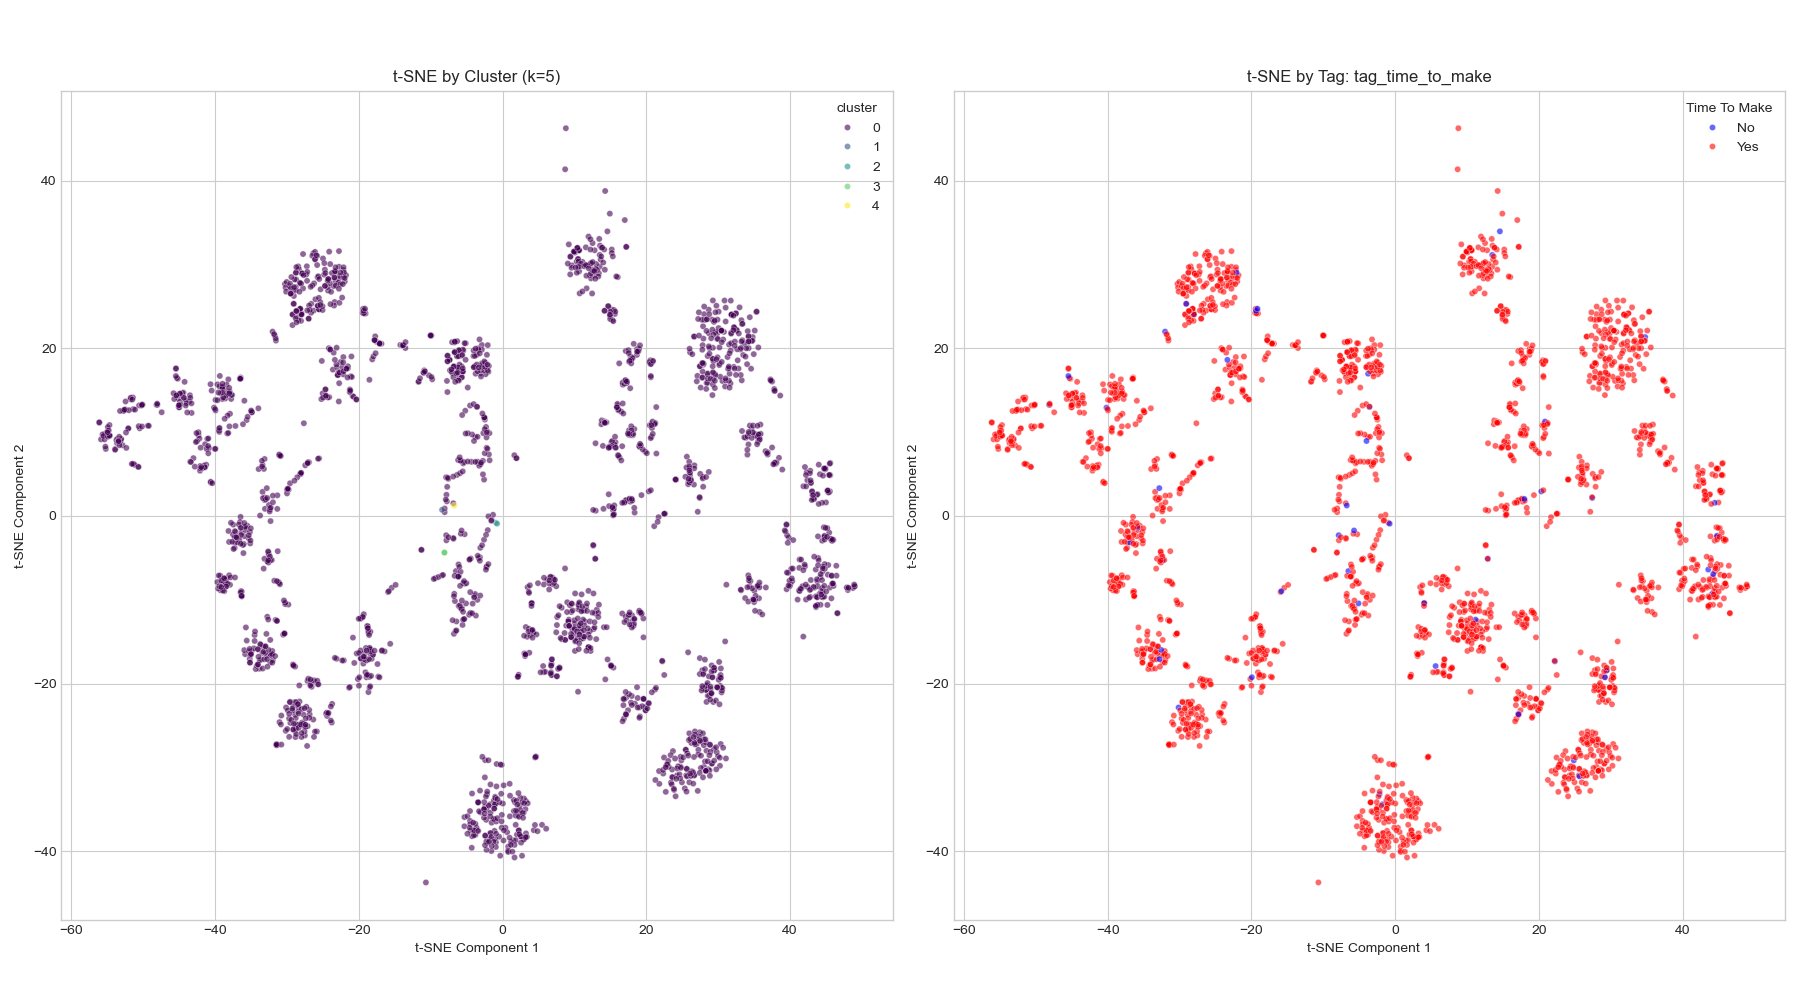 t-SNE by Cluster (k=5)
cluster
0
1
2
3
4
40
20
0
−20
−40
−60
−40
−20
0
20
40
t-SNE Component 1
t-SNE Component 2
t-SNE by Tag: tag_time_to_make
Time To Make
No
Yes
40
20
0
−20
−40
−60
−40
−20
0
20
40
t-SNE Component 1
t-SNE Component 2